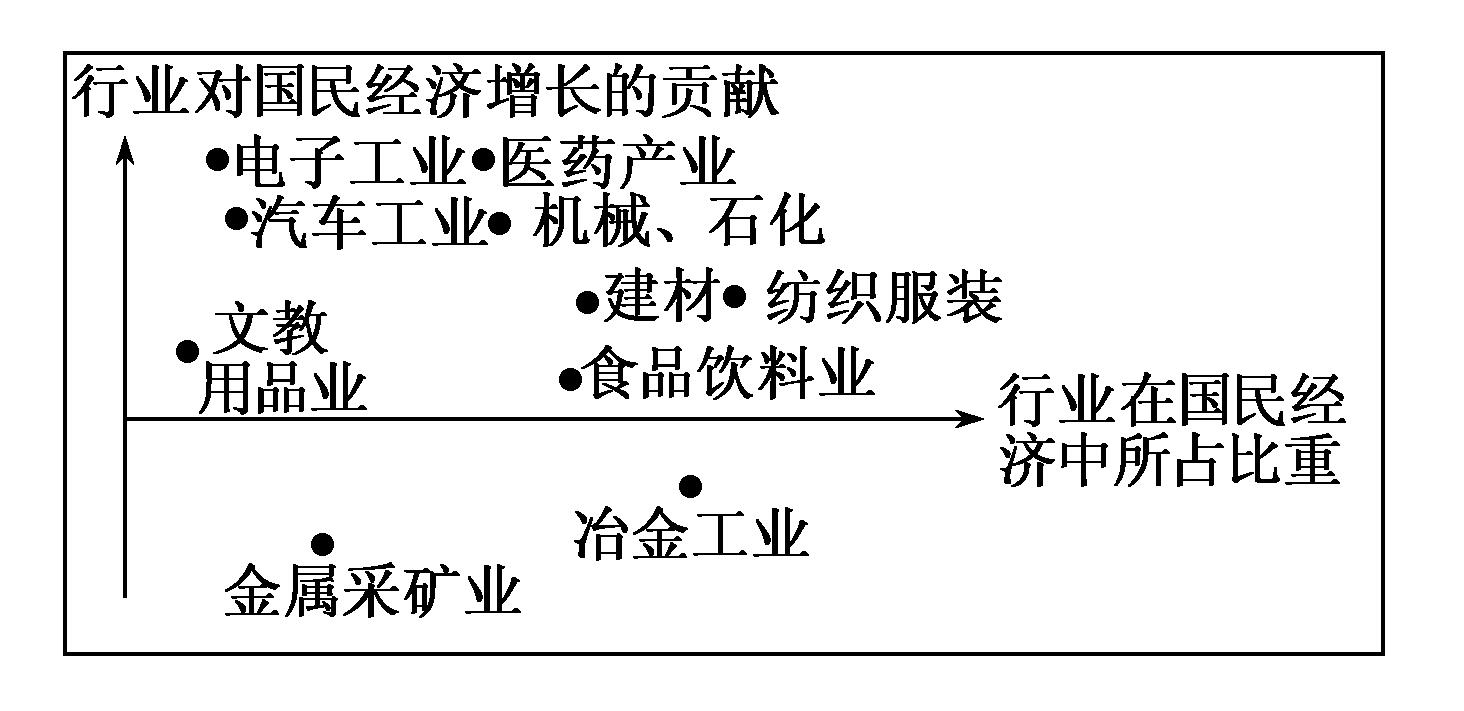 行业对国民经济增长的贡献
电子工业 医药产业
汽车工业 机械、石化
建材 纺织服装
文教
用品业
食品饮料业
行业在国民经
济中所占比重
冶金工业
金属采矿业